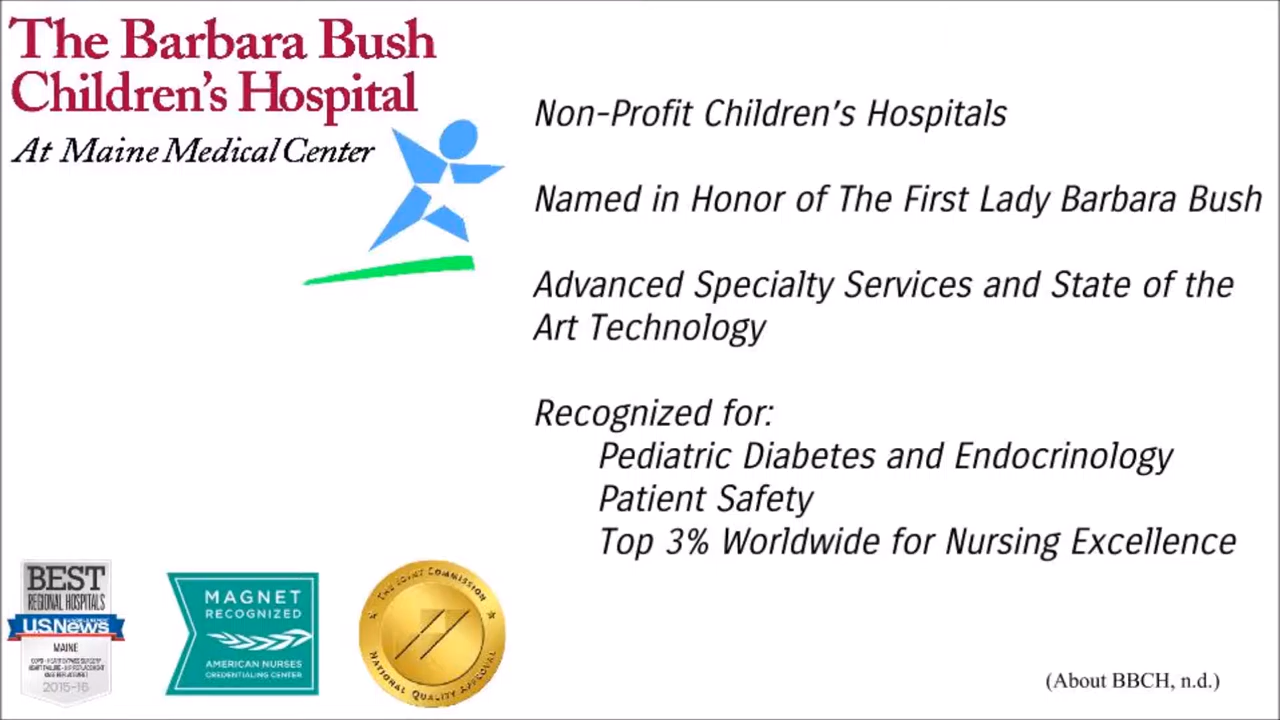 The Barbara Bush
Children's Hospital
At Maine Medical Center
Non-Profit Children's Hospitals
Named in Honor of The First Lady Barbara Bush
Advanced Specialty Services and State of the
Art Technology
Recognized for:
Pediatric Diabetes and Endocrinology
Patient Safety
Top 3% Worldwide for Nursing Excellence
BEST
REGIONAL HOSPITALS
U.S.News
MAINE
2015-16
MAGNET
RECOGNIZED
AMERICAN NURSES
CREDENTIALING CENTER
THE JOINT COMMISSION
NATIONAL QUALITY APPROVAL
(About BBCH, n.d.)